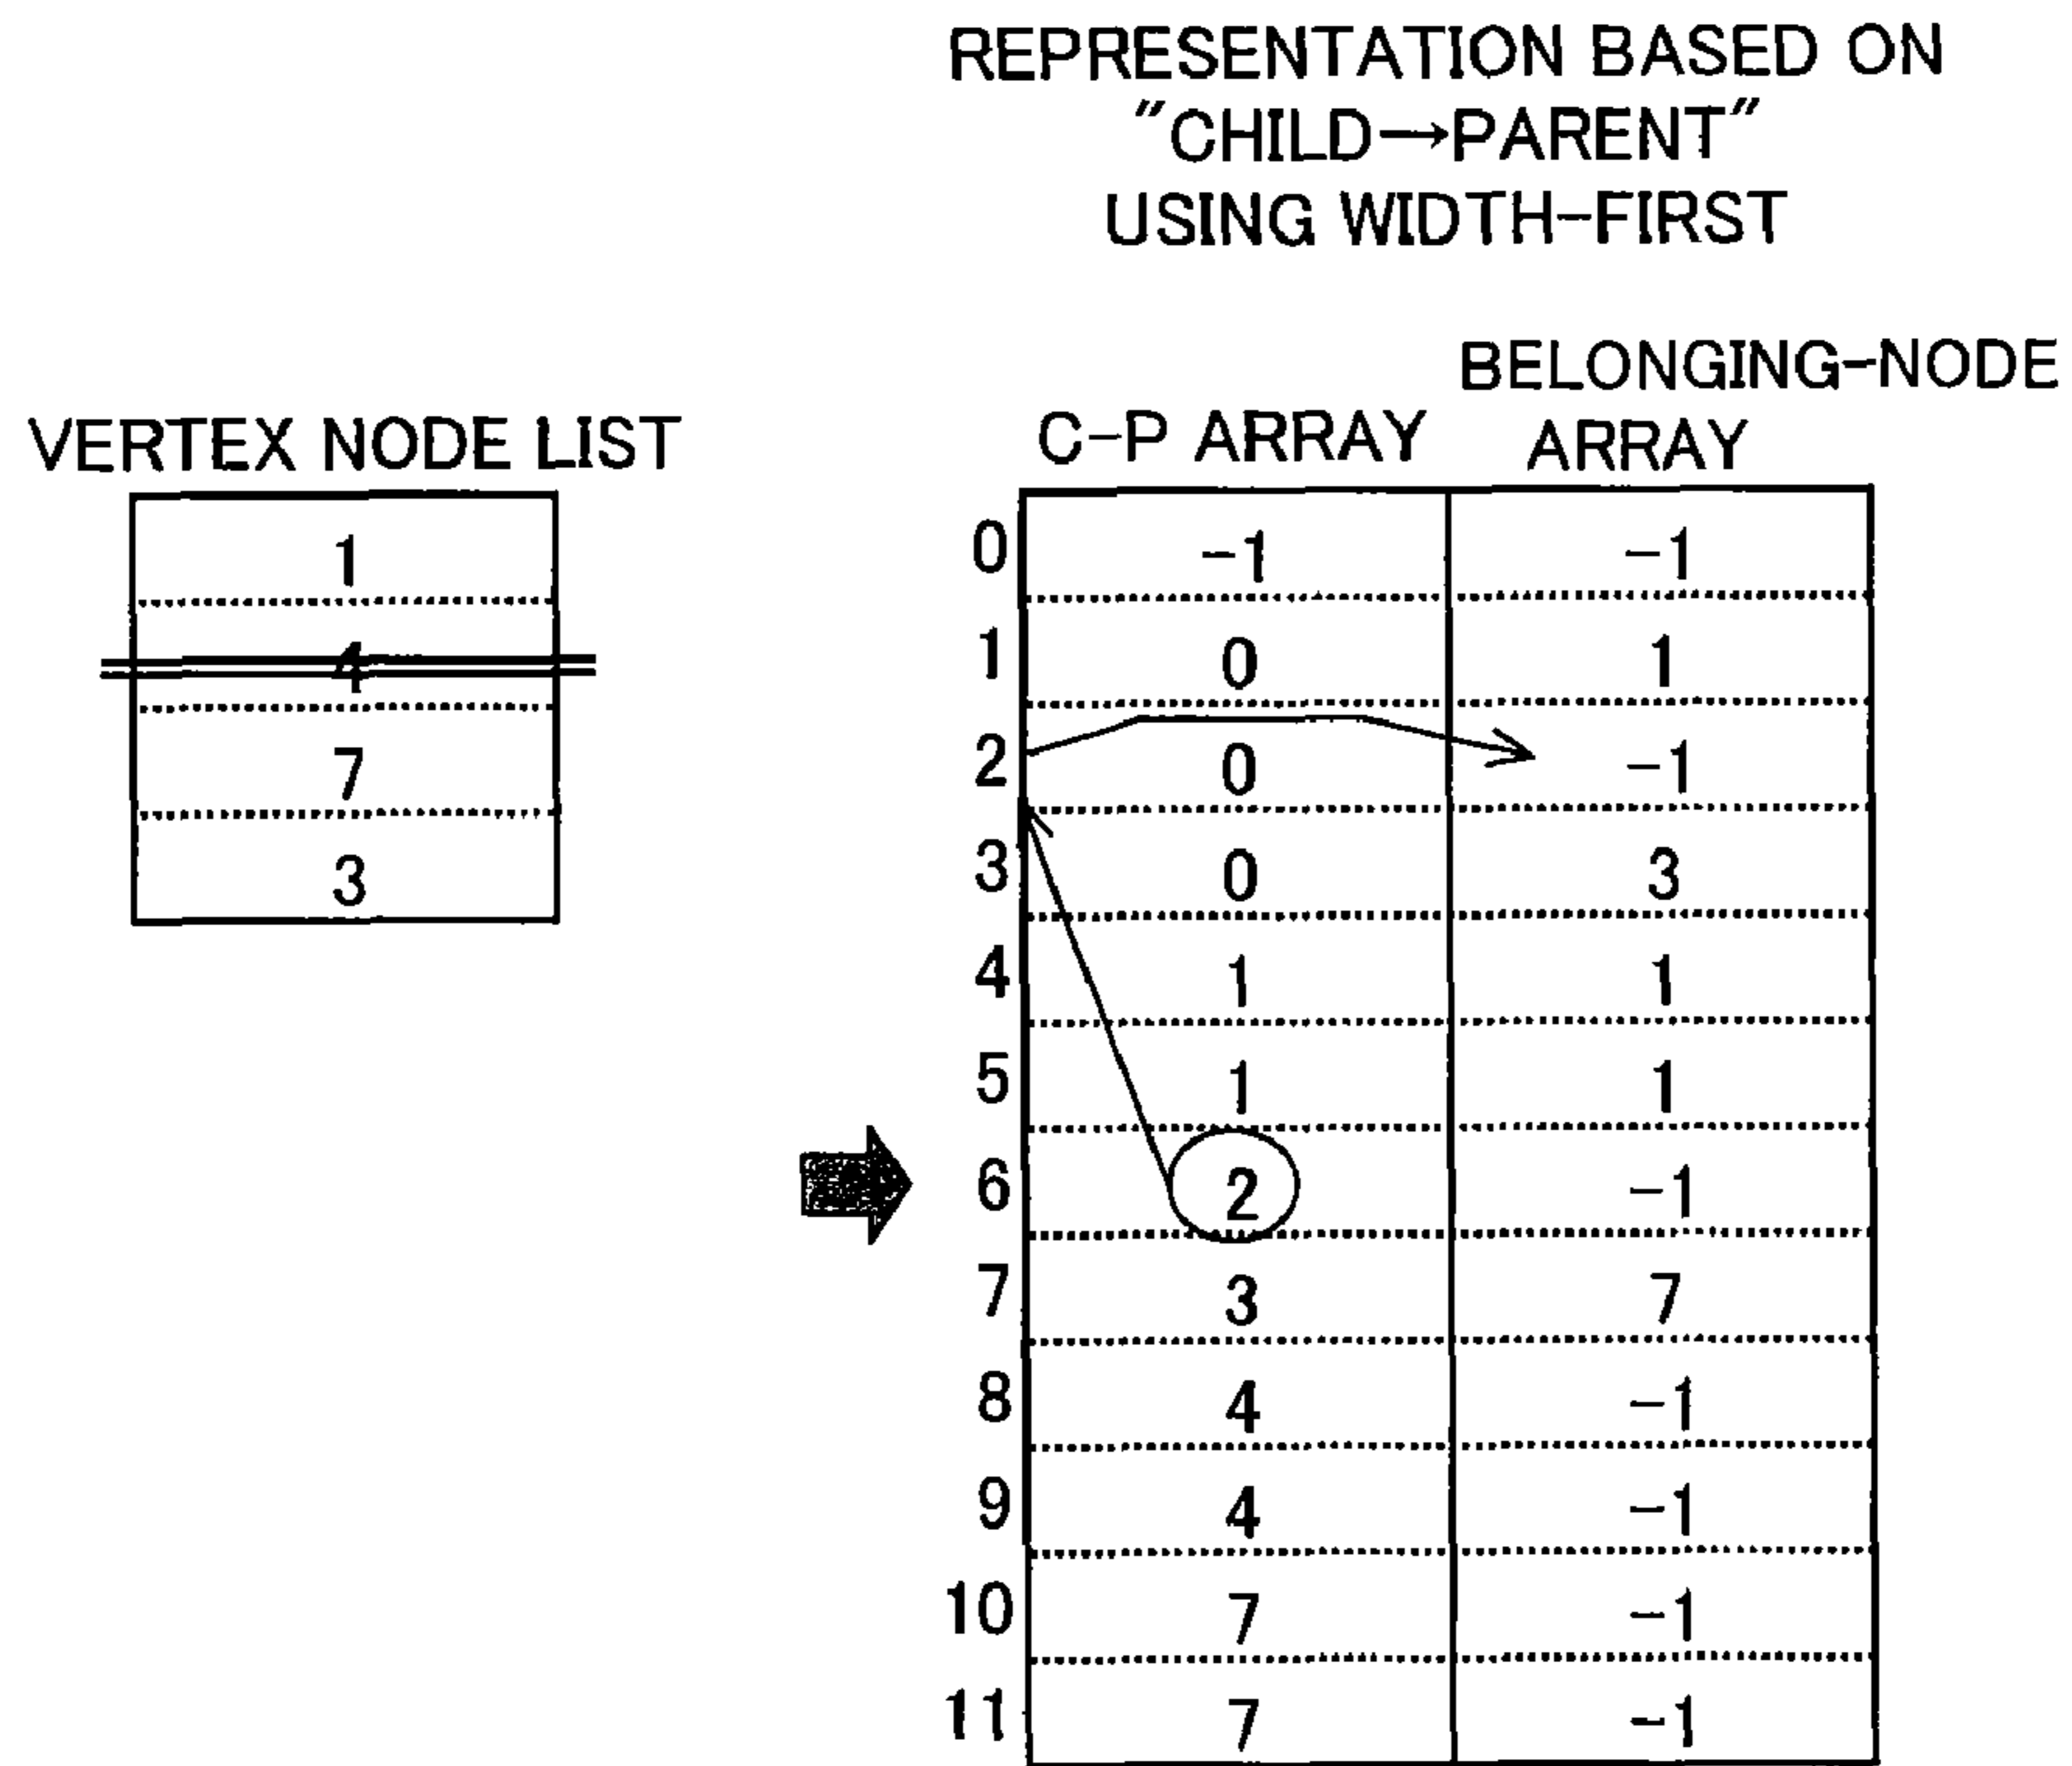 REPRESENTATION BASED ON
"CHILD→PARENT"
USING WIDTH-FIRST
VERTEX NODE LIST
1
4
7
3
BELONGING-NODE
C-P ARRAY ARRAY
0 -1 -1
1 0 1
2 0 -1
3 0 3
4 1 1
5 1 1
6 2 -1
7 3 7
8 4 -1
9 4 -1
10 7 -1
11 7 -1